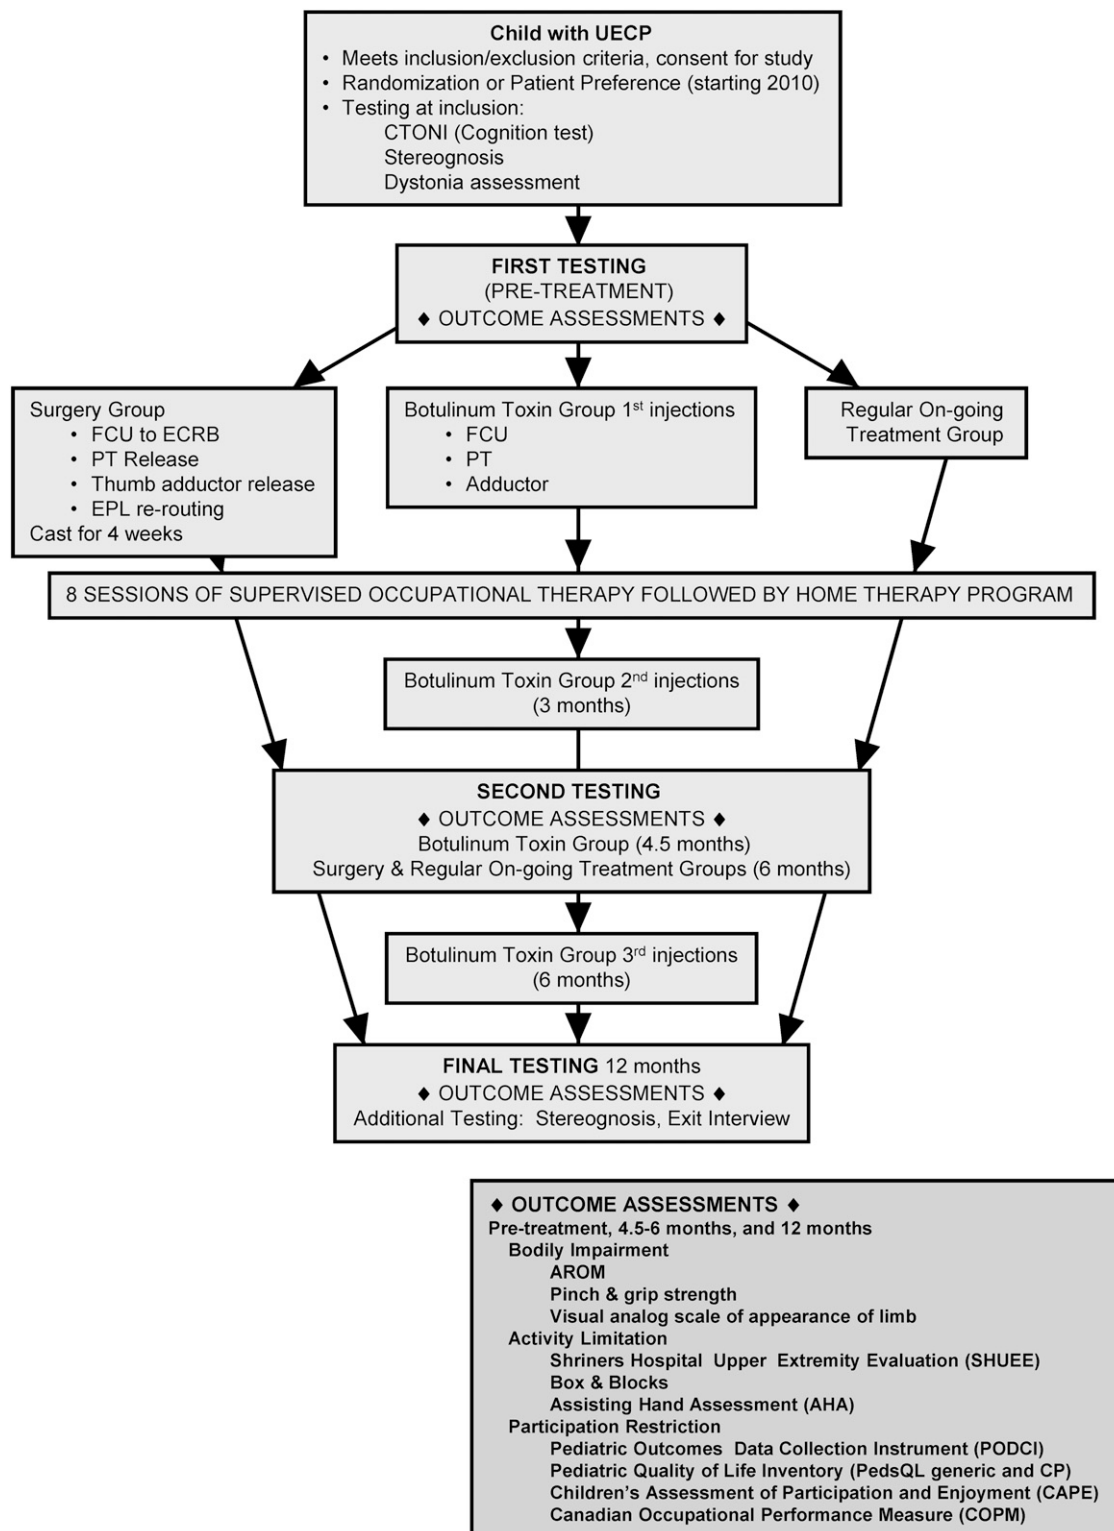 Child with UECP
• Meets inclusion/exclusion criteria, consent for study
• Randomization or Patient Preference (starting 2010)
• Testing at inclusion:
CTONI (Cognition test)
Stereognosis
Dystonia assessment
FIRST TESTING
(PRE-TREATMENT)
♦ OUTCOME ASSESSMENTS ♦
Surgery Group
• FCU to ECRB
• PT Release
• Thumb adductor release
• EPL re-routing
Cast for 4 weeks
Botulinum Toxin Group 1st injections
• FCU
• PT
• Adductor
Regular On-going
Treatment Group
8 SESSIONS OF SUPERVISED OCCUPATIONAL THERAPY FOLLOWED BY HOME THERAPY PROGRAM
Botulinum Toxin Group 2nd injections
(3 months)
SECOND TESTING
♦ OUTCOME ASSESSMENTS ♦
Botulinum Toxin Group (4.5 months)
Surgery & Regular On-going Treatment Groups (6 months)
Botulinum Toxin Group 3rd injections
(6 months)
FINAL TESTING 12 months
♦ OUTCOME ASSESSMENTS ♦
Additional Testing: Stereognosis, Exit Interview
♦ OUTCOME ASSESSMENTS ♦
Pre-treatment, 4.5-6 months, and 12 months
Bodily Impairment
AROM
Pinch & grip strength
Visual analog scale of appearance of limb
Activity Limitation
Shriners Hospital Upper Extremity Evaluation (SHUEE)
Box & Blocks
Assisting Hand Assessment (AHA)
Participation Restriction
Pediatric Outcomes Data Collection Instrument (PODCI)
Pediatric Quality of Life Inventory (PedsQL generic and CP)
Children's Assessment of Participation and Enjoyment (CAPE)
Canadian Occupational Performance Measure (COPM)